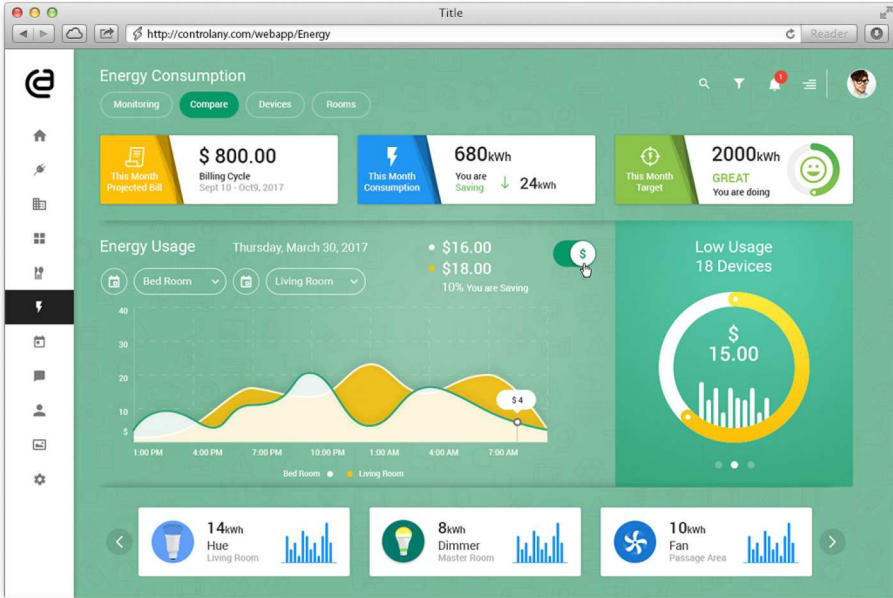 Title
http://controlany.com/webapp/Energy
Reader
Energy Consumption
Monitoring
Compare
Devices
Rooms
1
This Month
Projected Bill
$ 800.00
Billing Cycle
Sept 10 - Oct9, 2017
This Month
Consumption
680kWh
You are
Saving
24kwh
This Month
Target
2000kWh
GREAT
You are doing
Energy Usage
Thursday, March 30, 2017
$16.00
$18.00
10% You are Saving
$
Bed Room
Living Room
40
30
20
10
5
$ 4
1:00 PM
4:00 PM
7:00 PM
10:00 PM
1:00 AM
4:00 AM
7:00 AM
Bed Room
Living Room
Low Usage
18 Devices
$
15.00
14kwh
Hue
Living Room
8kwh
Dimmer
Master Room
10kwh
Fan
Passage Area